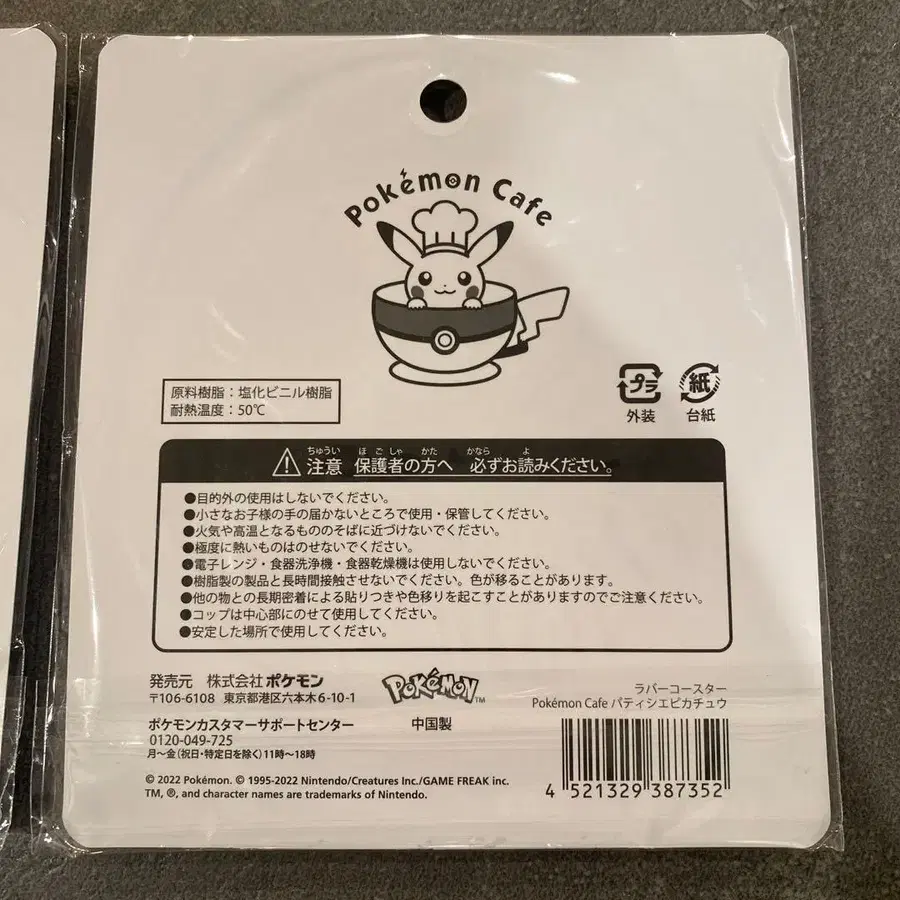 Pokémon Cafe
原料樹脂：塩化ビニル樹脂
耐熱温度：50℃
プラ
外装
紙
台紙
ちゅうい ほごしゃ かた かなら よ
注意 保護者の方へ 必ずお読みください。
●目的外の使用はしないでください。
●小さなお子様の手の届かないところで使用・保管してください。
●火気や高温となるもののそばに近づけないでください。
●極度に熱いものはのせないでください。
●電子レンジ・食器洗浄機・食器乾燥機は使用しないでください。
●樹脂製の製品と長時間接触させないでください。色が移ることがあります。
●他の物との長期密着による貼りつきや色移りを起こすことがありますのでご注意ください。
●コップは中心部にのせて使用してください。
●安定した場所で使用してください。
発売元 株式会社ポケモン
〒106-6108 東京都港区六本木6-10-1
ポケモンカスタマーサポートセンター
0120-049-725
月〜金（祝日・特定日を除く）11時〜18時
POKéMON TM
中国製
ラバーコースター
Pokémon Cafe パティシエピカチュウ
4 521329 387352
© 2022 Pokémon. © 1995-2022 Nintendo/Creatures Inc./GAME FREAK inc.
TM, ®, and character names are trademarks of Nintendo.